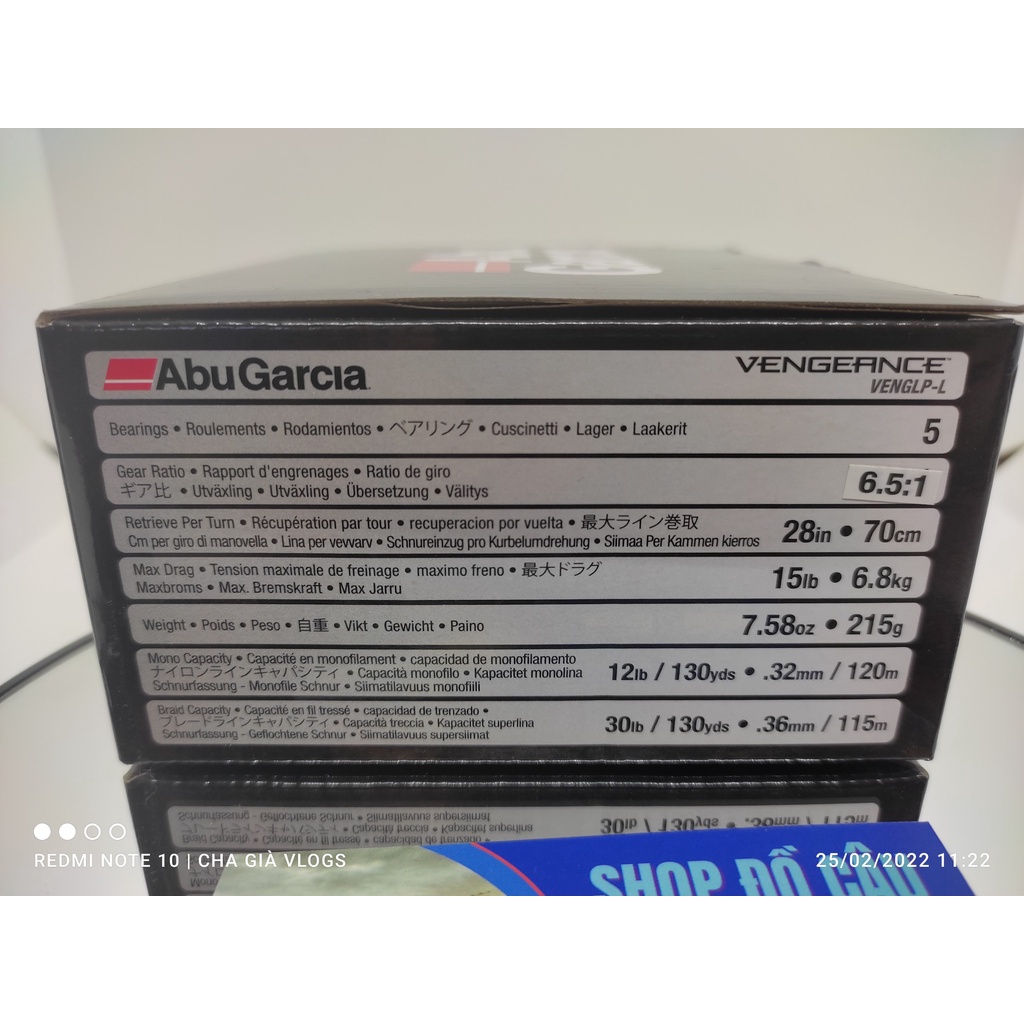 AbuGarcia
VENGEANCE™
VENGLP-L
Bearings • Roulements • Rodamientos • ベアリング • Cuscinetti • Lager • Laakerit
5
Gear Ratio • Rapport d'engrenages • Ratio de giro
ギア比 • Utväxling • Utväxling • Übersetzung • Välitys
6.5:1
Retrieve Per Turn • Récupération par tour • recuperacion por vuelta • 最大ライン巻取
Cm per giro di manovella • Lina per vevvarv • Schnureinzug pro Kurbelumdrehung • Siimaa Per Kammen kierros
28in • 70cm
Max Drag • Tension maximale de freinage • maximo freno • 最大ドラグ
Maxbroms • Max. Bremskraft • Max Jarru
15lb • 6.8kg
Weight • Poids • Peso • 自重 • Vikt • Gewicht • Paino
7.58oz • 215g
Mono Capacity • Capacité en monofilament • capacidad de monofilamento
ナイロンラインキャパシティ • Capacità monofilo • Kapacitet monolina
Schnurfassung - Monofile Schnur • Siimatilavuus monofiili
12lb / 130yds • .32mm / 120m
Braid Capacity • Capacité en fil tressé • capacidad de trenzado •
ブレードラインキャパシティ • Capacità treccia • Kapacitet superlina
Schnurfassung - Geflochtene Schnur • Siimatilavuus supersiimat
30lb / 130yds • .36mm / 115m
REDMI NOTE 10 | CHA GIÀ VLOGS
25/02/2022 11:22
SHOP ĐỒ CÂU